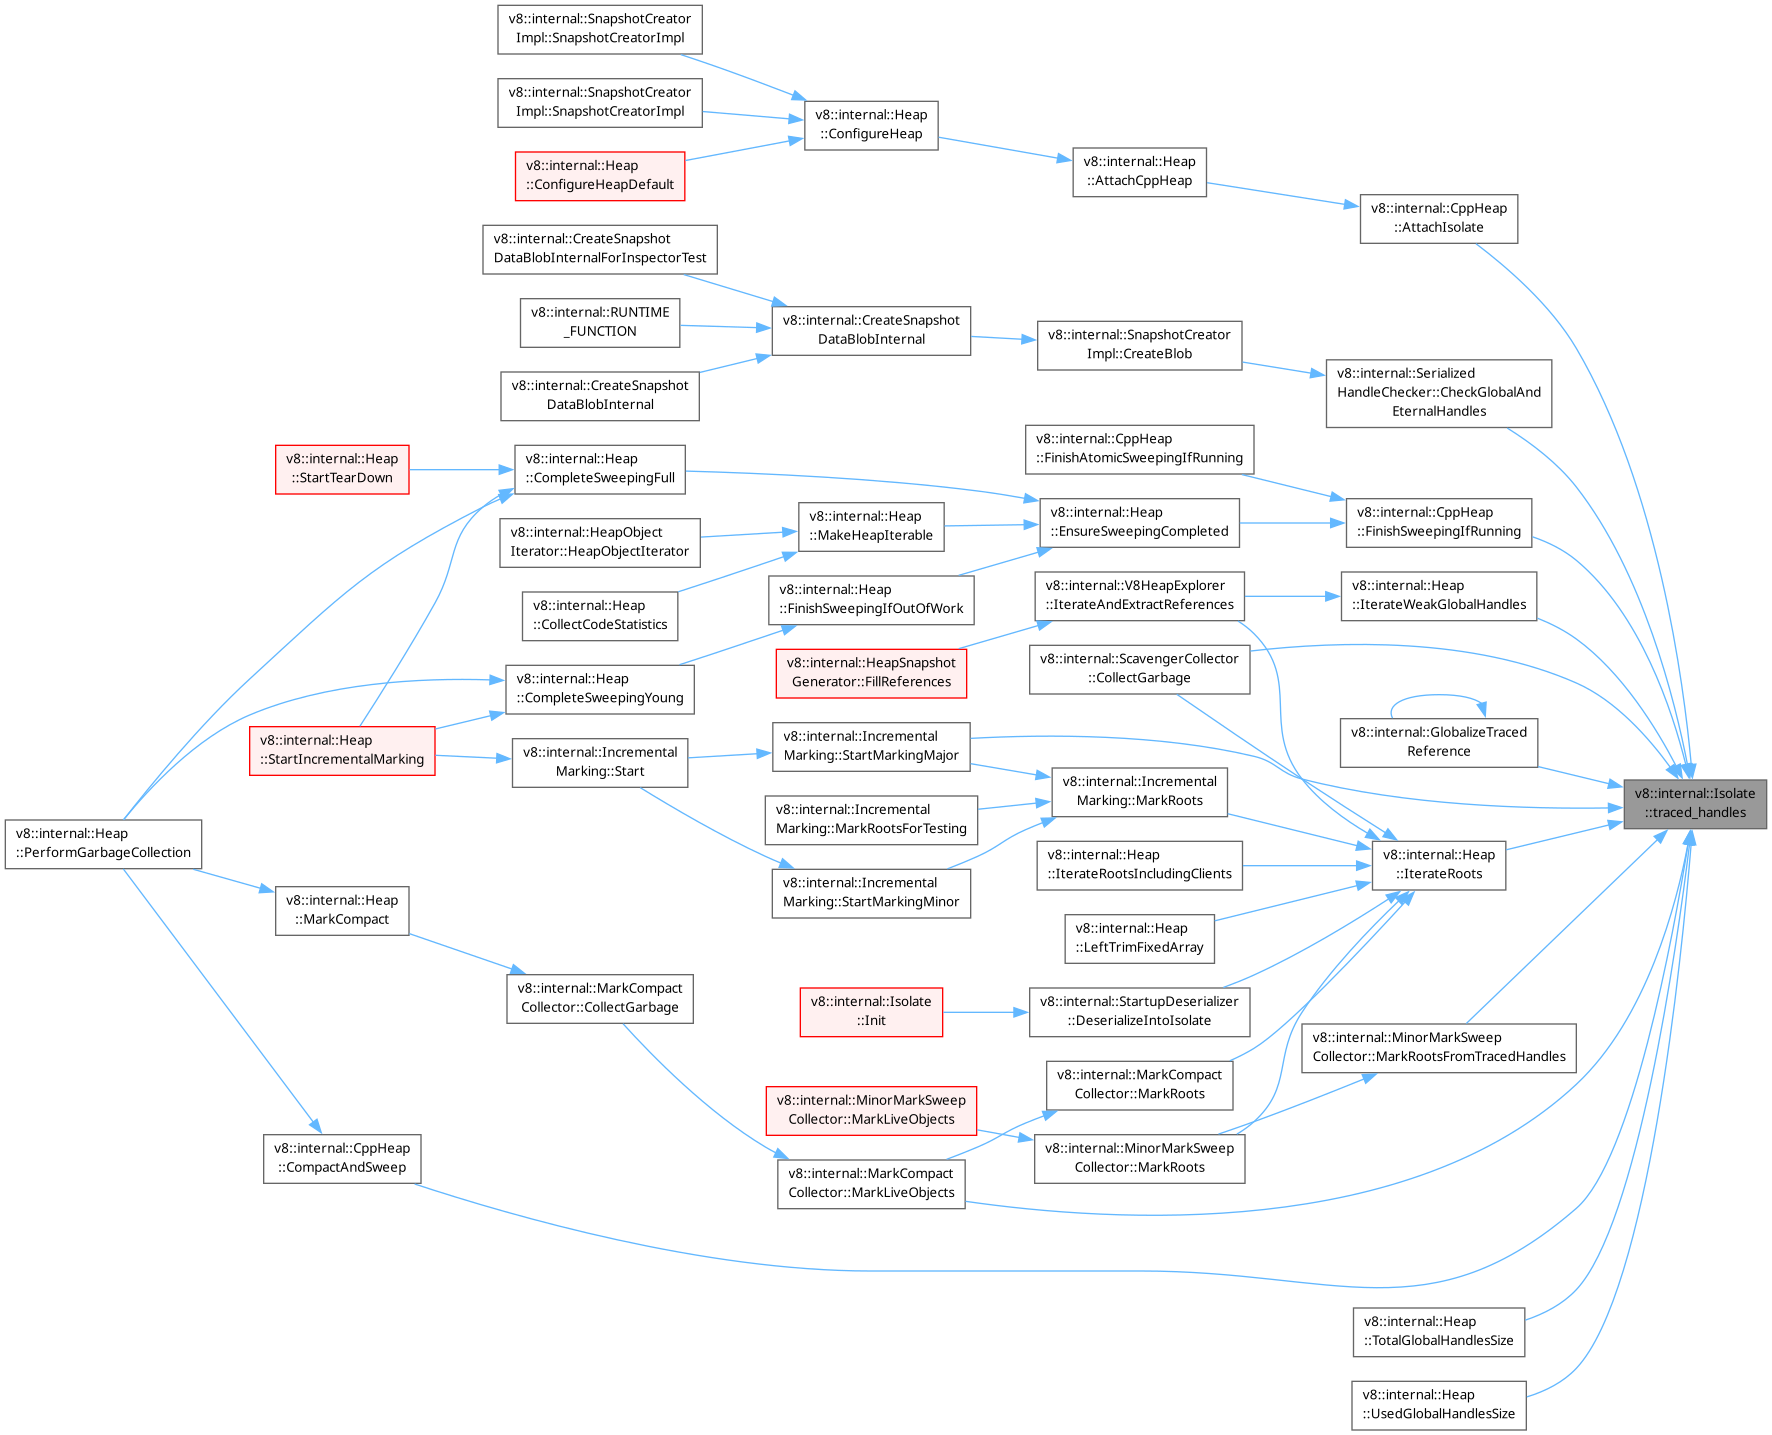 v8::internal::SnapshotCreator
Impl::SnapshotCreatorImpl
v8::internal::SnapshotCreator
Impl::SnapshotCreatorImpl
v8::internal::Heap
::ConfigureHeap
v8::internal::Heap
::ConfigureHeapDefault
v8::internal::Heap
::AttachCppHeap
v8::internal::CppHeap
::AttachIsolate
v8::internal::CreateSnapshot
DataBlobInternalForInspectorTest
v8::internal::RUNTIME
_FUNCTION
v8::internal::CreateSnapshot
DataBlobInternal
v8::internal::SnapshotCreator
Impl::CreateBlob
v8::internal::CreateSnapshot
DataBlobInternal
v8::internal::Serialized
HandleChecker::CheckGlobalAnd
EternalHandles
v8::internal::Heap
::StartTearDown
v8::internal::Heap
::CompleteSweepingFull
v8::internal::CppHeap
::FinishAtomicSweepingIfRunning
v8::internal::HeapObject
Iterator::HeapObjectIterator
v8::internal::Heap
::MakeHeapIterable
v8::internal::Heap
::EnsureSweepingCompleted
v8::internal::CppHeap
::FinishSweepingIfRunning
v8::internal::Heap
::CollectCodeStatistics
v8::internal::Heap
::FinishSweepingIfOutOfWork
v8::internal::V8HeapExplorer
::IterateAndExtractReferences
v8::internal::Heap
::IterateWeakGlobalHandles
v8::internal::HeapSnapshot
Generator::FillReferences
v8::internal::ScavengerCollector
::CollectGarbage
v8::internal::Heap
::CompleteSweepingYoung
v8::internal::Heap
::StartIncrementalMarking
v8::internal::Incremental
Marking::Start
v8::internal::Incremental
Marking::StartMarkingMajor
v8::internal::GlobalizeTraced
Reference
v8::internal::Incremental
Marking::MarkRoots
v8::internal::Isolate
::traced_handles
v8::internal::Incremental
Marking::MarkRootsForTesting
v8::internal::Heap
::PerformGarbageCollection
v8::internal::Heap
::IterateRootsIncludingClients
v8::internal::Heap
::IterateRoots
v8::internal::Incremental
Marking::StartMarkingMinor
v8::internal::Heap
::MarkCompact
v8::internal::Heap
::LeftTrimFixedArray
v8::internal::MarkCompact
Collector::CollectGarbage
v8::internal::Isolate
::Init
v8::internal::StartupDeserializer
::DeserializeIntoIsolate
v8::internal::MinorMarkSweep
Collector::MarkRootsFromTracedHandles
v8::internal::MarkCompact
Collector::MarkRoots
v8::internal::MinorMarkSweep
Collector::MarkLiveObjects
v8::internal::CppHeap
::CompactAndSweep
v8::internal::MinorMarkSweep
Collector::MarkRoots
v8::internal::MarkCompact
Collector::MarkLiveObjects
v8::internal::Heap
::TotalGlobalHandlesSize
v8::internal::Heap
::UsedGlobalHandlesSize